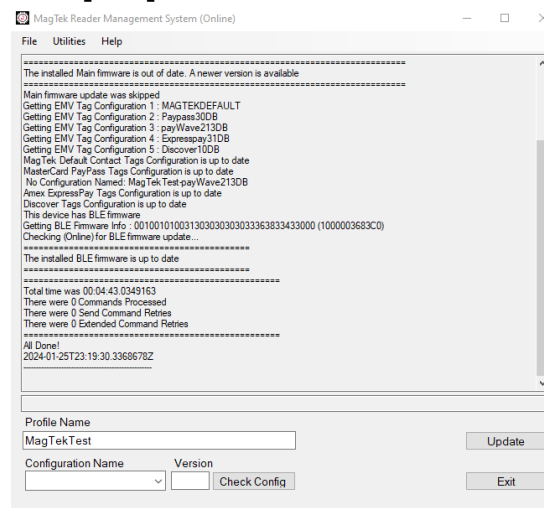 MagTek Reader Management System (Online)
File Utilities Help
==========================================================================
The installed Main firmware is out of date. A newer version is available
==========================================================================
Main firmware update was skipped
Getting EMV Tag Configuration 1 : MAGTEKDEFAULT
Getting EMV Tag Configuration 2 : Paypass30DB
Getting EMV Tag Configuration 3 : payWave213DB
Getting EMV Tag Configuration 4 : Expresspay31DB
Getting EMV Tag Configuration 5 : Discover10DB
MagTek Default Contact Tags Configuration is up to date
MasterCard PayPass Tags Configuration is up to date
No Configuration Named: MagTekTest-payWave213DB
Amex ExpressPay Tags Configuration is up to date
Discover Tags Configuration is up to date
This device has BLE firmware
Getting BLE Firmware Info : 00100101003130303030303363833433000 (1000003683C0)
Checking (Online) for BLE firmware update...
============================================
The installed BLE firmware is up to date
============================================
==================================================
Total time was 00:04:43.0349163
There were 0 Commands Processed
There were 0 Send Command Retries
There were 0 Extended Command Retries
==================================================
All Done!
2024-01-25T23:19:30.3368678Z
----------------------------------------------------
Profile Name
MagTekTest
Update
Configuration Name Version
Check Config
Exit